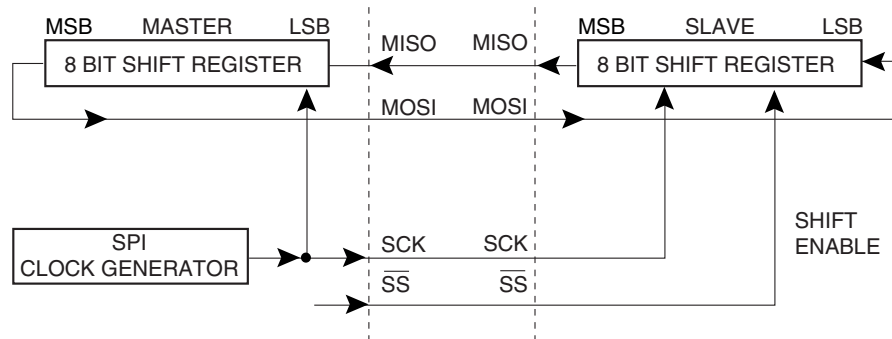 MSB MASTER LSB
MISO MISO
MSB SLAVE LSB
8 BIT SHIFT REGISTER
8 BIT SHIFT REGISTER
MOSI MOSI
SHIFT
ENABLE
SPI
CLOCK GENERATOR
SCK SCK
SS SS